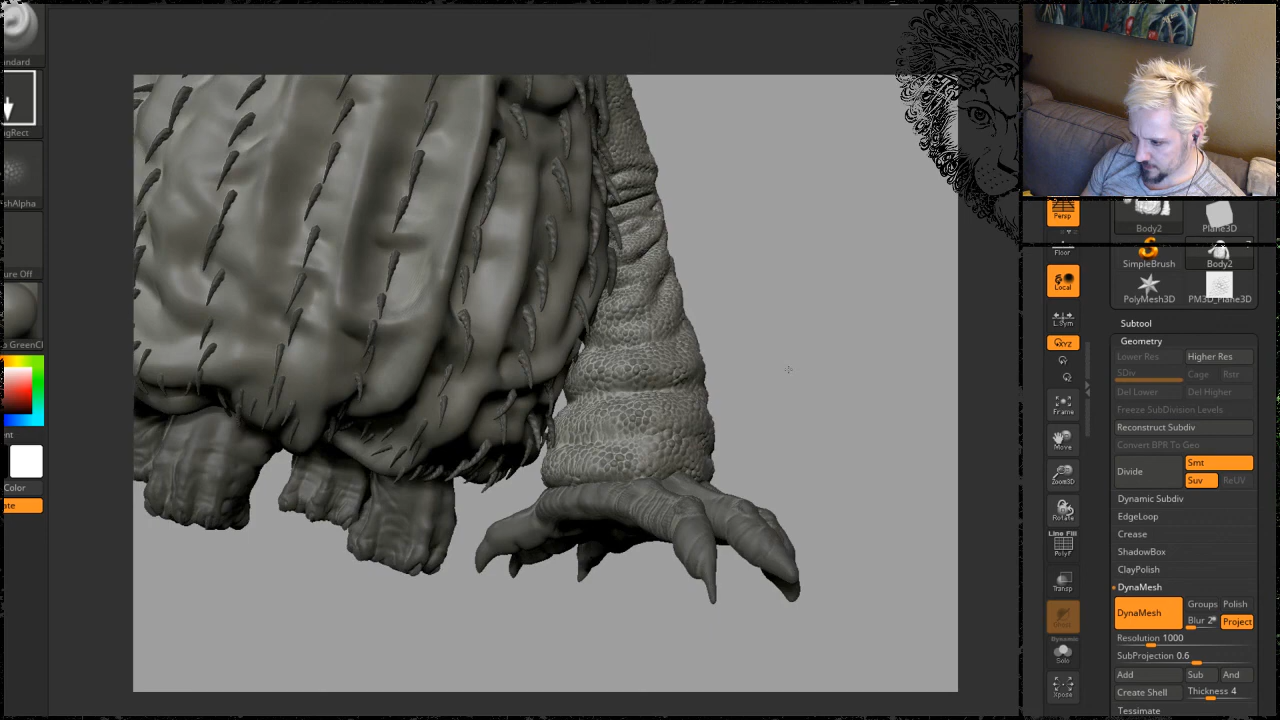 andard
agRect
shAlpha
ure Off
o GreenCl
ent
Color
ate
Persp
Floor
Local
L.Sym
QXYZ
Frame
Move
Zoom3D
Rotate
Line Fill
PolyF
Transp
Ghost
Dynamic
Solo
Xpose
Body2
Plane3D
SimpleBrush
Body2
PolyMesh3D
PM3D_Plane3D
Subtool
Geometry
Lower Res
Higher Res
SDiv
Cage
Rstr
Del Lower
Del Higher
Freeze SubDivision Levels
Reconstruct Subdiv
Convert BPR To Geo
Divide
Smt
Suv
ReUV
Dynamic Subdiv
EdgeLoop
Crease
ShadowBox
ClayPolish
DynaMesh
DynaMesh
Groups
Polish
Blur 2
Project
Resolution 1000
SubProjection 0.6
Add
Sub
And
Create Shell
Thickness 4
Tessimate